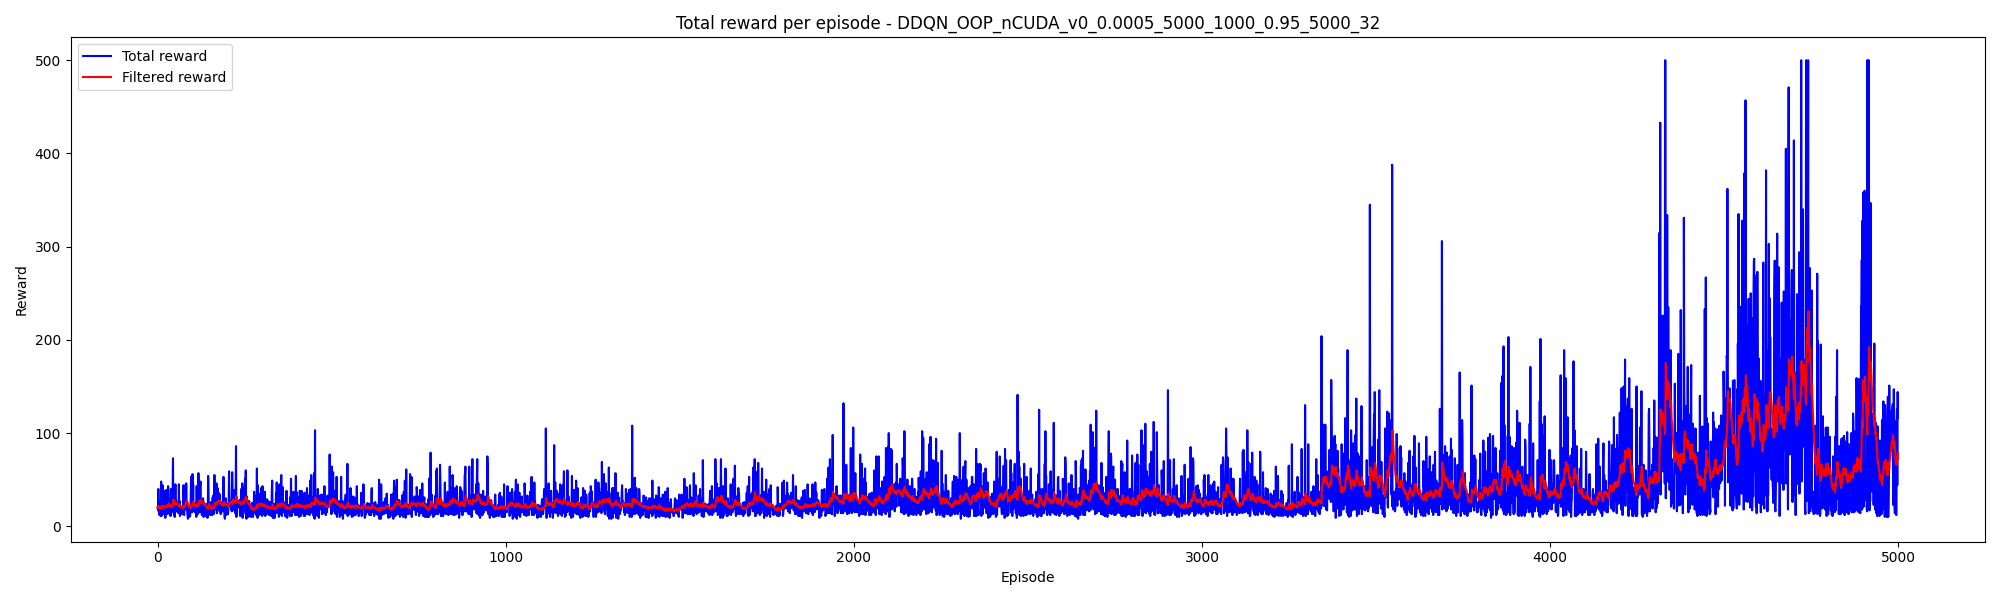 Total reward per episode - DDQN_OOP_nCUDA_v0_0.0005_5000_1000_0.95_5000_32
Total reward
Filtered reward
500
400
300
200
100
0
Reward
0 1000 2000 3000 4000 5000
Episode